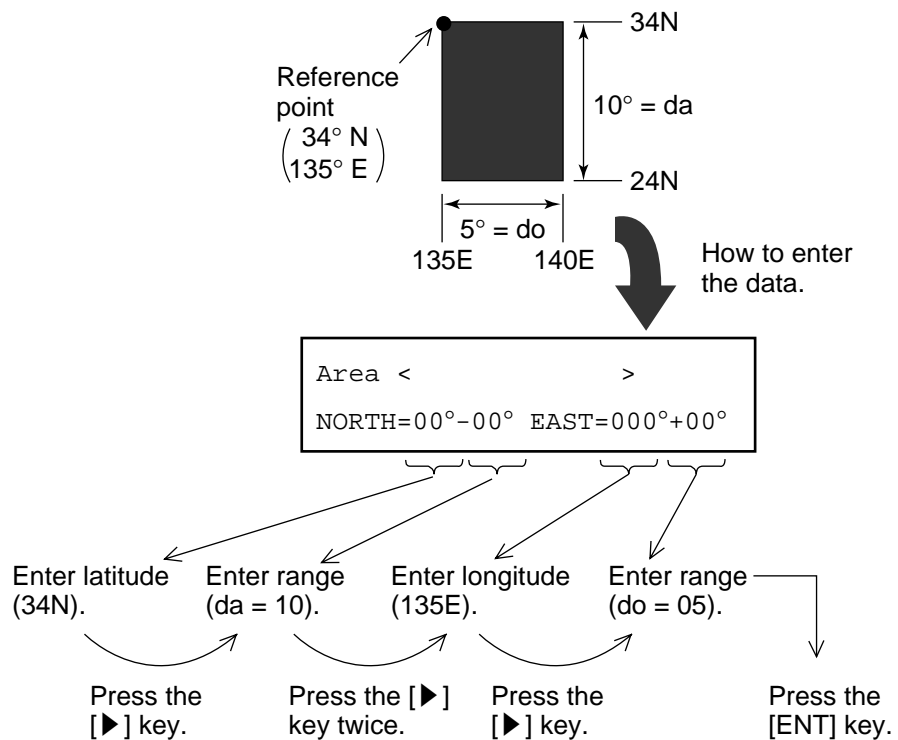 34N
Reference
point
34° N
135° E
10° = da
24N
5° = do
135E 140E
How to enter
the data.
Area < >
NORTH=00°-00° EAST=000°+00°
Enter latitude
(34N).
Enter range
(da = 10).
Enter longitude
(135E).
Enter range
(do = 05).
Press the
[▶] key.
Press the [▶]
key twice.
Press the
[▶] key.
Press the
[ENT] key.